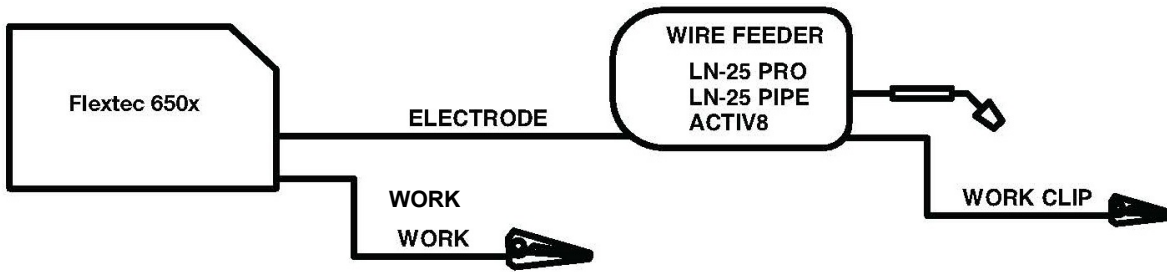 Flextec 650x
ELECTRODE
WORK
WORK
WIRE FEEDER
LN-25 PRO
LN-25 PIPE
ACTIV8
WORK CLIP